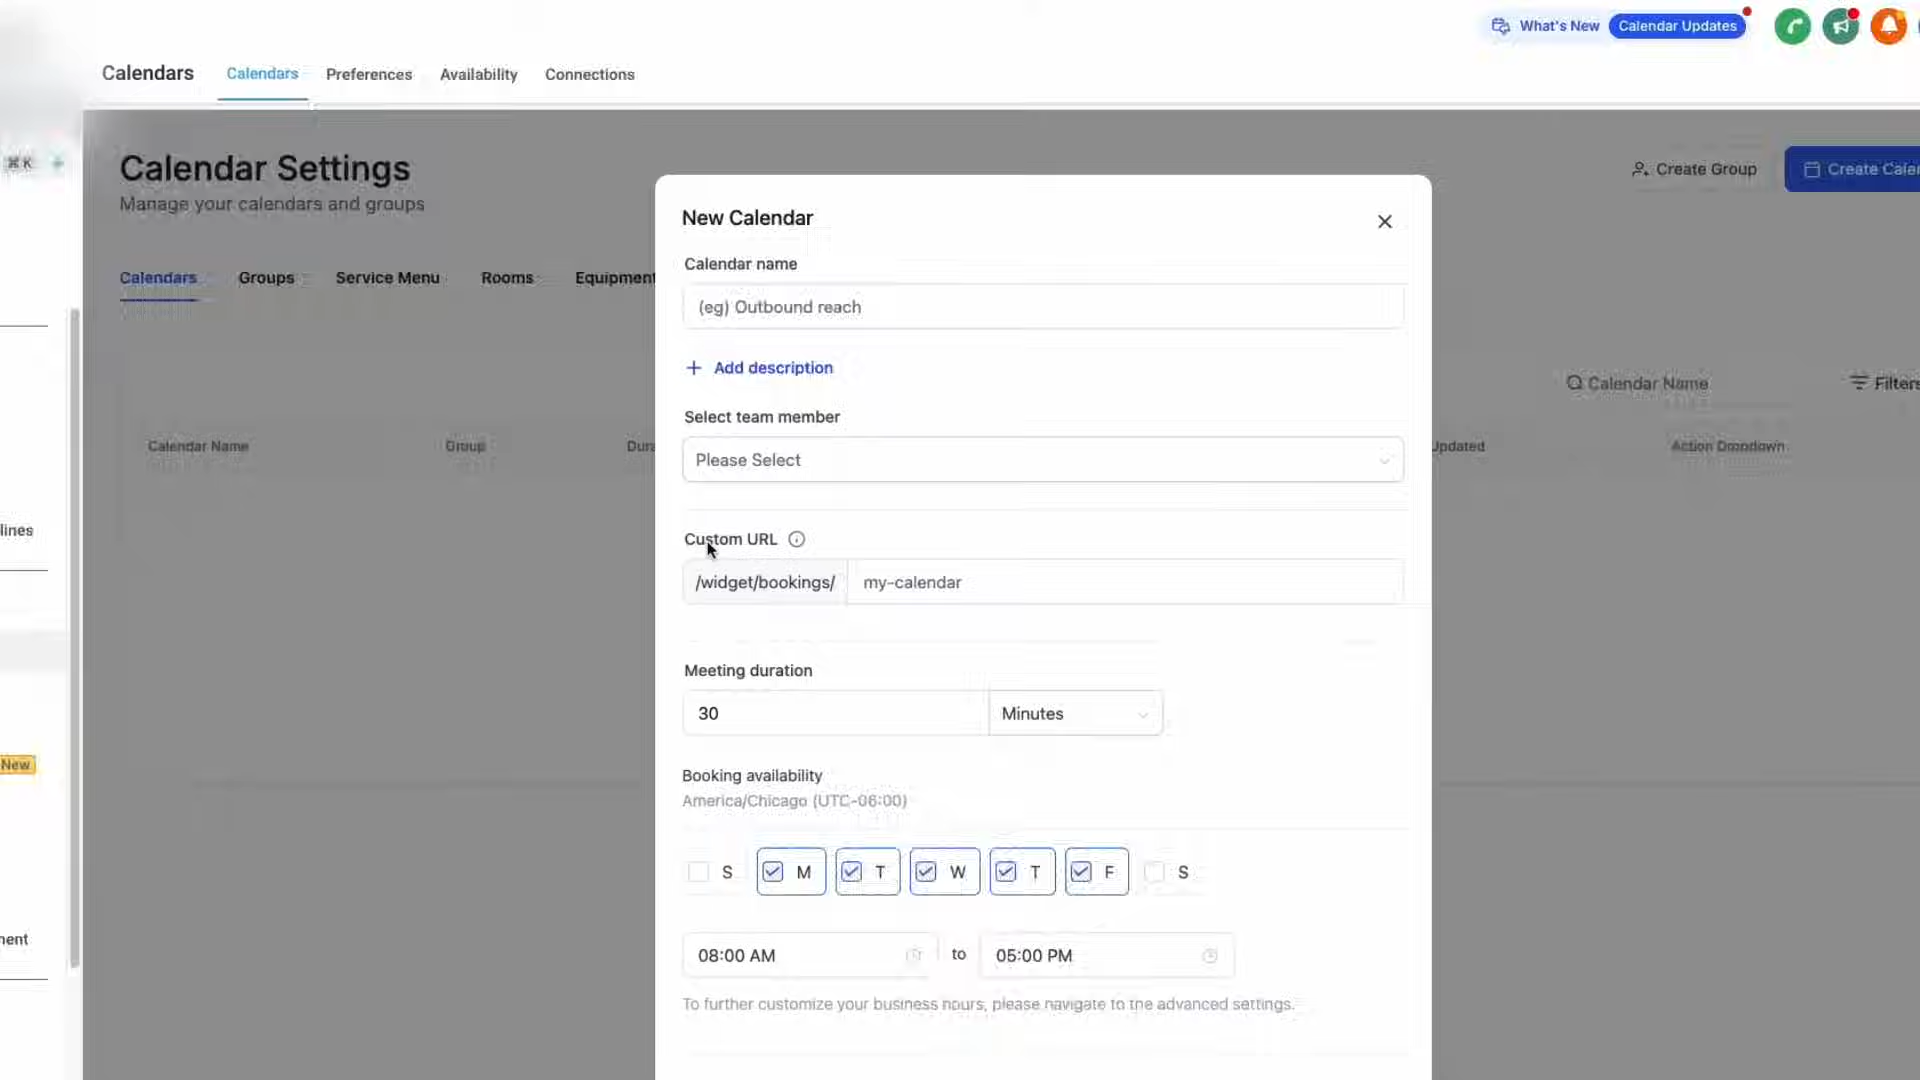 What's New Calendar Updates
Calendars Calendars Preferences Availability Connections
⌘ K
Calendar Settings
Manage your calendars and groups
Create Group
Create Calen
Calendars Groups Service Menu Rooms Equipment
New Calendar
Calendar name
(eg) Outbound reach
+ Add description
Calendar Name
Filters
Select team member
Please Select
Calendar Name Group Dura Updated Action Dropdown
lines
Custom URL
/widget/bookings/ my-calendar
Meeting duration
30 Minutes
New
Booking availability
America/Chicago (UTC-06:00)
S M T W T F S
nent
08:00 AM to 05:00 PM
To further customize your business hours, please navigate to the advanced settings.